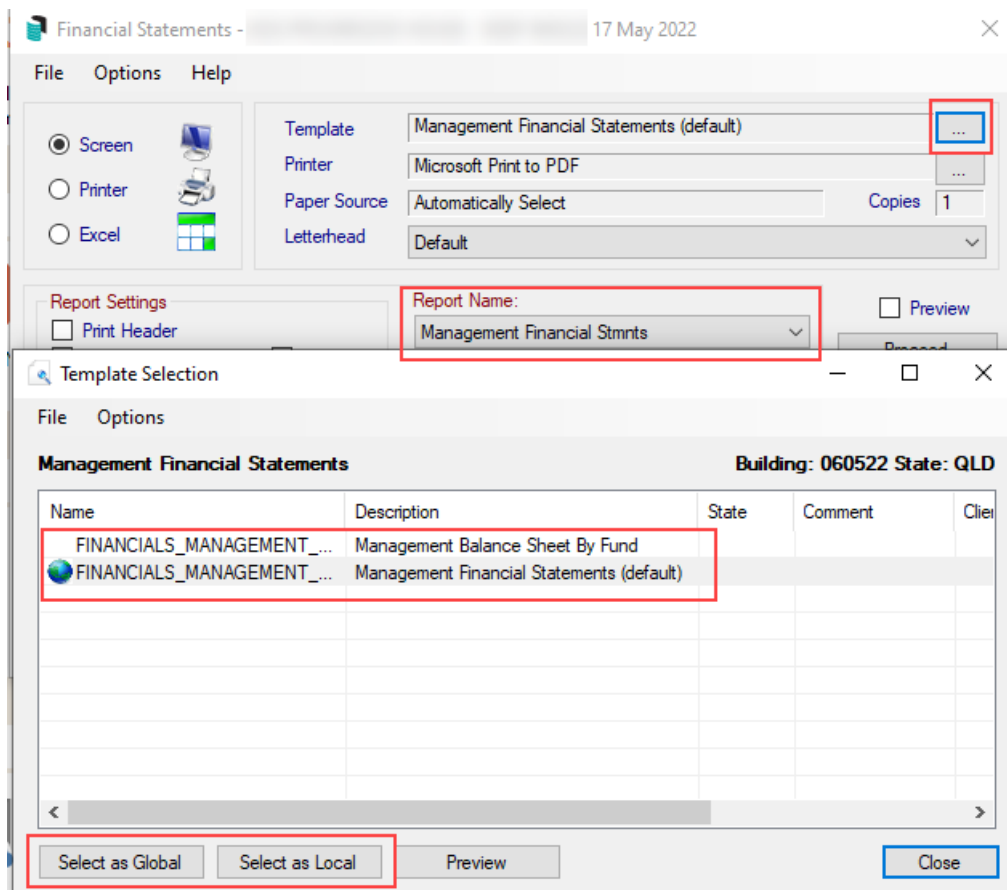 Financial Statements - 17 May 2022
File Options Help
Screen
Printer
Excel
Template Management Financial Statements (default) ...
Printer Microsoft Print to PDF ...
Paper Source Automatically Select Copies 1
Letterhead Default
Report Settings
Print Header
Report Name:
Management Financial Stmnts
Preview
Proceed
Template Selection
File Options
Management Financial Statements Building: 060522 State: QLD
Name Description State Comment Clier
FINANCIALS_MANAGEMENT_... Management Balance Sheet By Fund
FINANCIALS_MANAGEMENT_... Management Financial Statements (default)
Select as Global Select as Local Preview Close